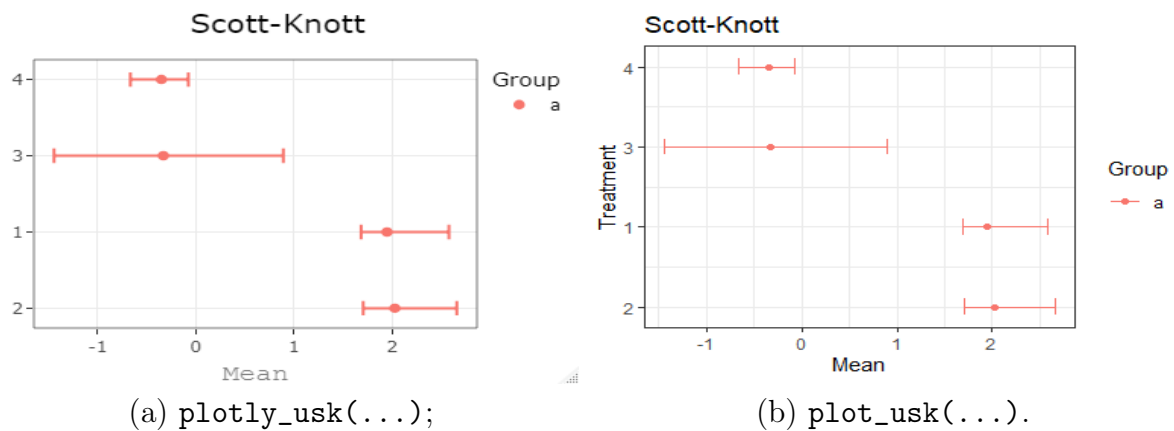 Scott-Knott
4
3
1
2
-1 0 1 2
Mean
Group
a
(a) plotly_usk(...);
Scott-Knott
Treatment
4
3
1
2
-1 0 1 2
Mean
Group
a
(b) plot_usk(...).